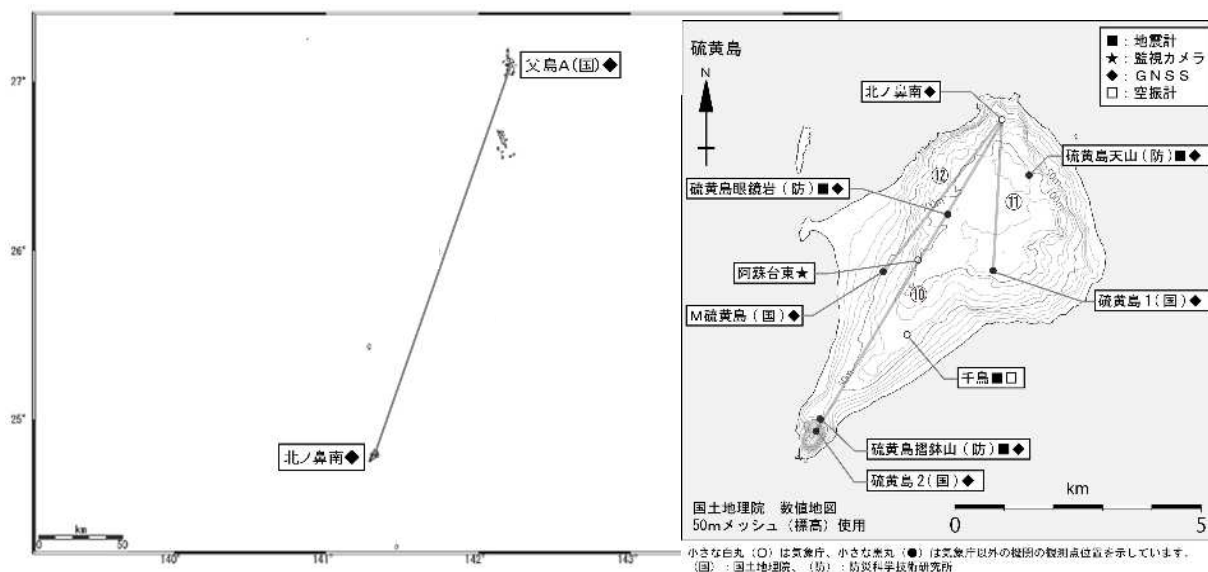 27°
26°
25°
140°
141°
142°
143°
父島A(国)◆
北ノ鼻南◆
km
0
50
硫黄島
N
■：地震計
★：監視カメラ
◆：GNSS
□：空振計
北ノ鼻南◆
硫黄島天山(防)■◆
硫黄島眼鏡岩(防)■◆
⑫
⑪
阿蘇台東★
⑩
M硫黄島(国)◆
硫黄島1(国)◆
千鳥■□
硫黄島摺鉢山(防)■◆
硫黄島2(国)◆
国土地理院　数値地図
50mメッシュ(標高)使用
km
0
5
小さな白丸(○)は気象庁、小さな黒丸(●)は気象庁以外の機関の観測点位置を示しています。
(国)：国土地理院、(防)：防災科学技術研究所